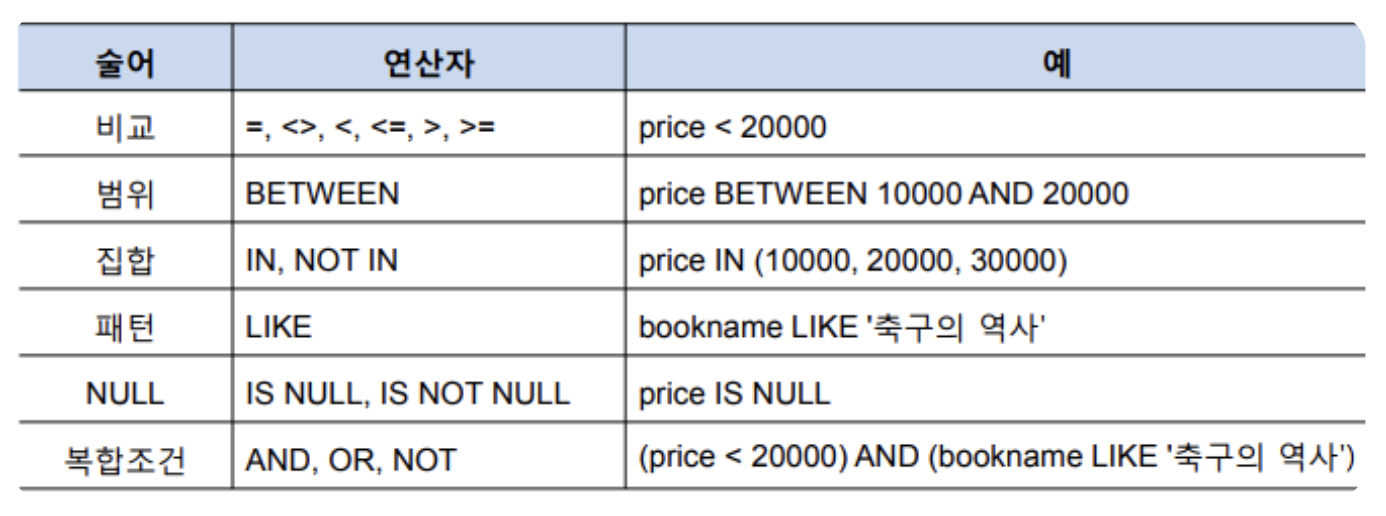 술어 연산자 예
비교 =, <>, <, <=, >, >= price < 20000
범위 BETWEEN price BETWEEN 10000 AND 20000
집합 IN, NOT IN price IN (10000, 20000, 30000)
패턴 LIKE bookname LIKE '축구의 역사'
NULL IS NULL, IS NOT NULL price IS NULL
복합조건 AND, OR, NOT (price < 20000) AND (bookname LIKE '축구의 역사')